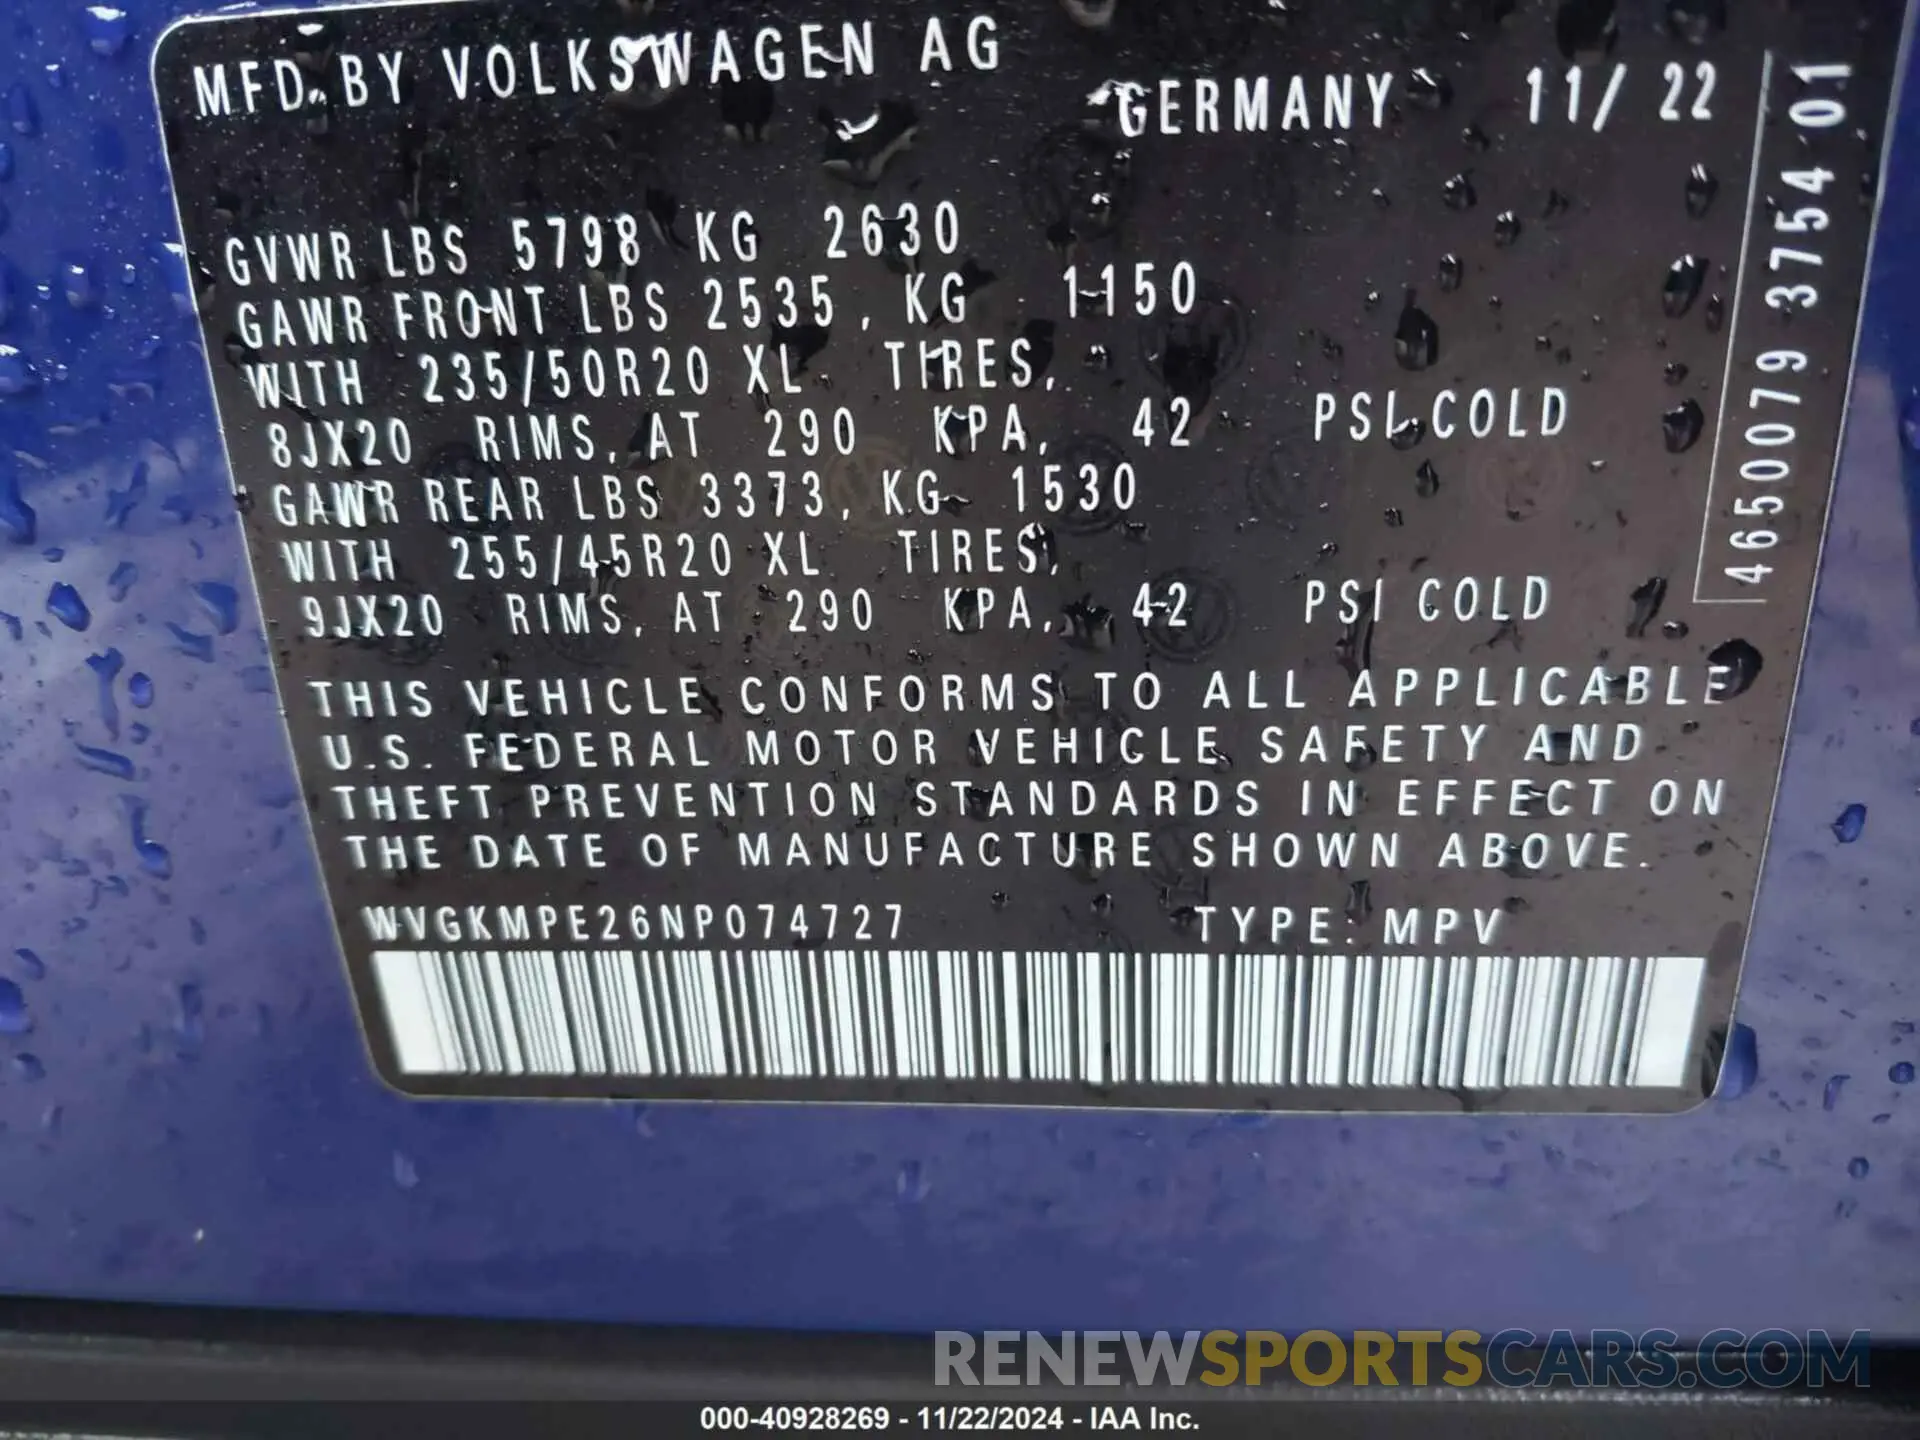 MFD. BY VOLKSWAGEN AG
GERMANY 11/ 22
GVWR LBS 5798 KG 2630
GAWR FRONT LBS 2535, KG 1150
WITH 235/50R20 XL TIRES,
8JX20 RIMS, AT 290 KPA, 42 PSI COLD
GAWR REAR LBS 3373, KG 1530
WITH 255/45R20 XL TIRES,
9JX20 RIMS, AT 290 KPA, 42 PSI COLD
THIS VEHICLE CONFORMS TO ALL APPLICABLE
U.S. FEDERAL MOTOR VEHICLE SAFETY AND
THEFT PREVENTION STANDARDS IN EFFECT ON
THE DATE OF MANUFACTURE SHOWN ABOVE.
WVGKMPE26NP074727 TYPE: MPV
4650079 3754 01
RENEWSPORTSCARS.COM
000-40928269 - 11/22/2024 - IAA Inc.